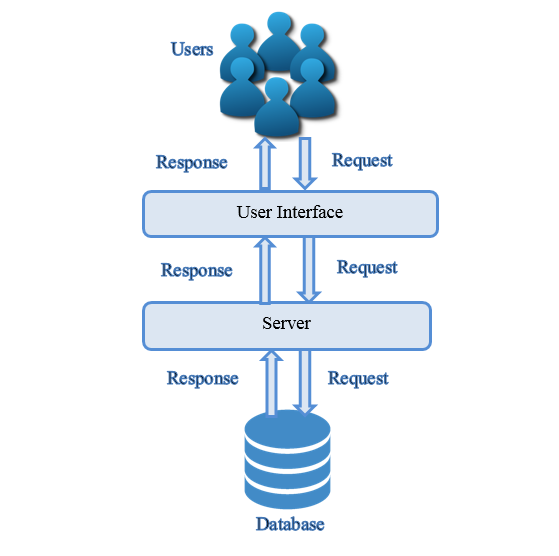 Users
Response
Request
User Interface
Response
Request
Server
Response
Request
Database